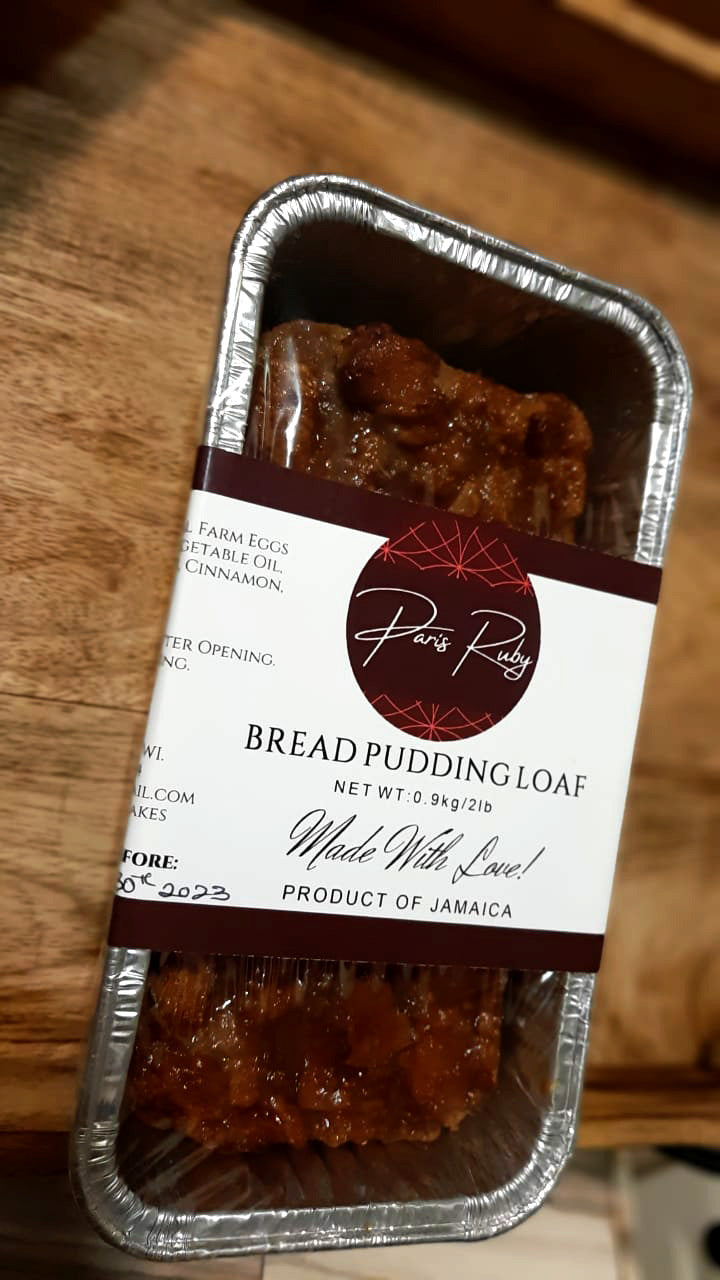 L FARM EGGS
GETABLE OIL,
CINNAMON,
TER OPENING.
NG.
WI.
IL.COM
AKES
FORE:
30th 2023
Paris Ruby
BREAD PUDDING LOAF
NET WT:0.9kg/2lb
Made With Love!
PRODUCT OF JAMAICA